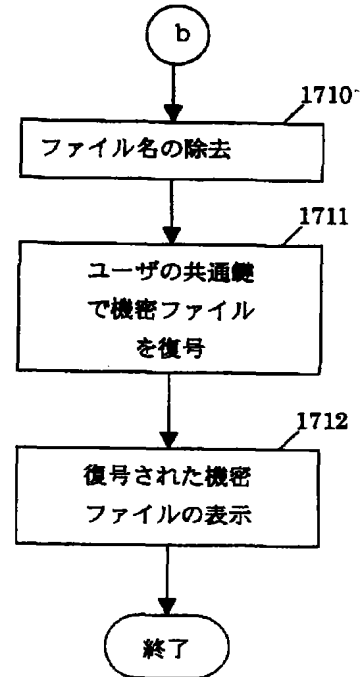 b
1710
ファイル名の除去
1711
ユーザの共通鍵
で機密ファイル
を復号
1712
復号された機密
ファイルの表示
終了